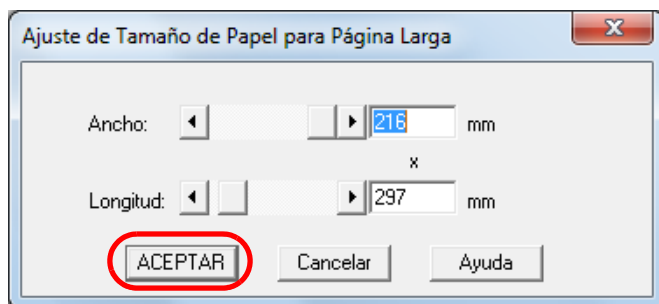 Ajuste de Tamaño de Papel para Página Larga
Ancho: 216 mm
x
Longitud: 297 mm
ACEPTAR Cancelar Ayuda